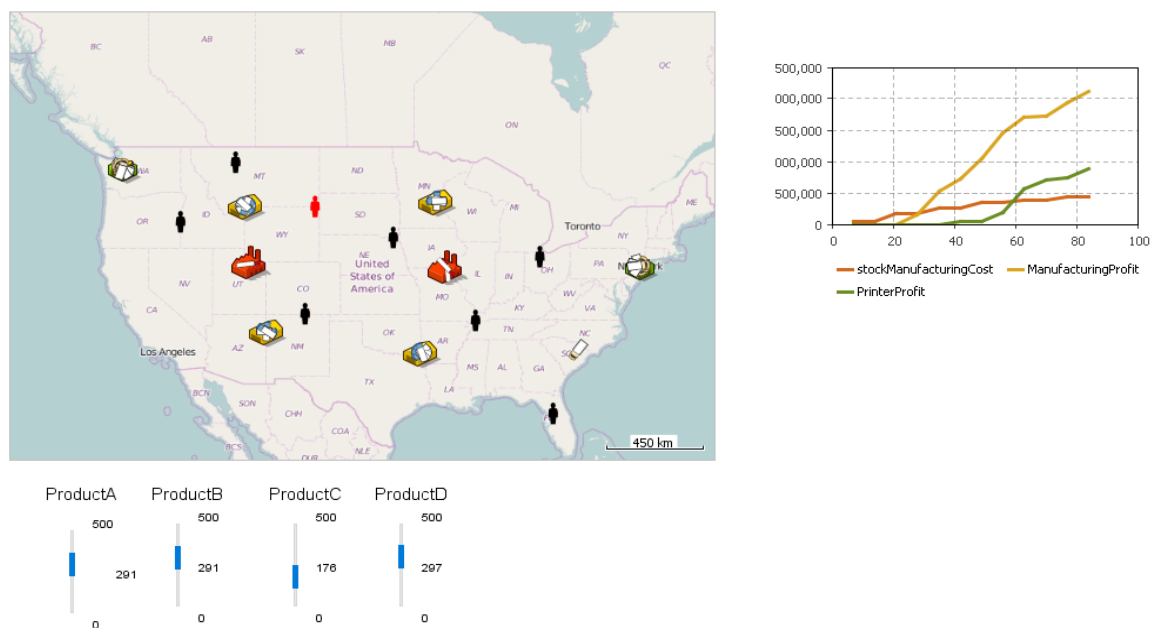 BC
AB
SK
MB
QC
ON
WA
MT
ND
MN
OR
ID
SD
WI
MI
Toronto
NY
ME
WY
NE
IA
PA
United
States of
America
NV
UT
CO
IL
IN
OH
MO
WV
VA
KY
CA
Los Angeles
AZ
NM
OK
AR
TN
NC
SC
MS
AL
GA
TX
LA
BCN
SON
CHH
COA
BCS
DUR
NLE
450 km
500,000
000,000
500,000
000,000
500,000
0
0 20 40 60 80 100
stockManufacturingCost ManufacturingProfit
PrinterProfit
ProductA ProductB ProductC ProductD
500 500 500 500
291 291 176 297
0 0 0 0